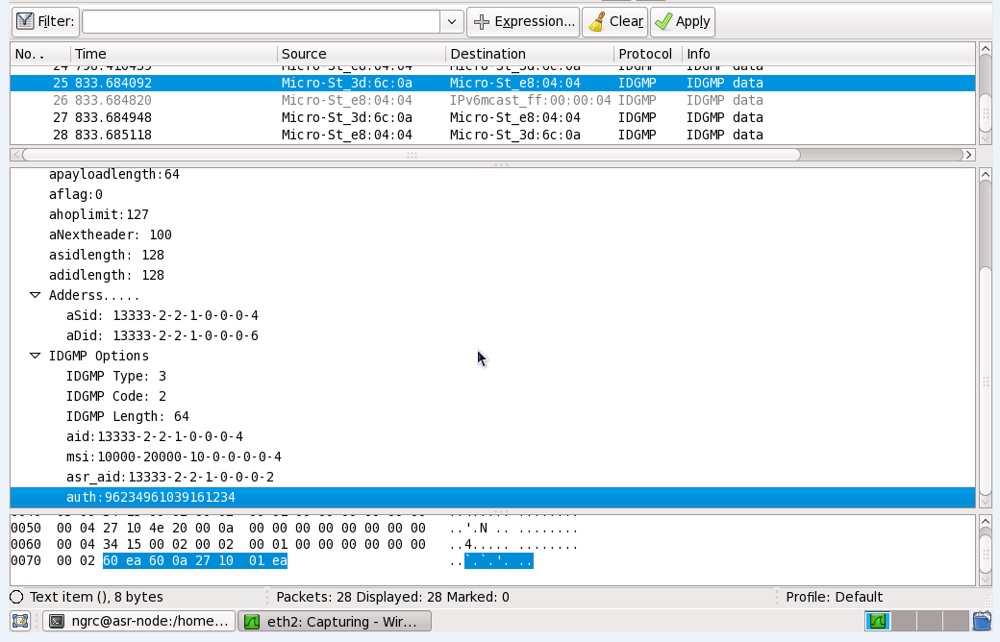 Filter: Expression... Clear Apply
No. . Time Source Destination Protocol Info
24 798.410459 Micro-St_e8:04:04 Micro-St_3d:6c:0a IDGMP IDGMP data
25 833.684092 Micro-St_3d:6c:0a Micro-St_e8:04:04 IDGMP IDGMP data
26 833.684820 Micro-St_e8:04:04 IPv6mcast_ff:00:00:04 IDGMP IDGMP data
27 833.684948 Micro-St_3d:6c:0a Micro-St_e8:04:04 IDGMP IDGMP data
28 833.685118 Micro-St_e8:04:04 Micro-St_3d:6c:0a IDGMP IDGMP data
apayloadlength:64
aflag:0
ahoplimit:127
aNextheader: 100
asidlength: 128
adidlength: 128
Adderss.....
aSid: 13333-2-2-1-0-0-0-4
aDid: 13333-2-2-1-0-0-0-6
IDGMP Options
IDGMP Type: 3
IDGMP Code: 2
IDGMP Length: 64
aid:13333-2-2-1-0-0-0-4
msi:10000-20000-10-0-0-0-0-4
asr_aid:13333-2-2-1-0-0-0-2
auth:96234961039161234
0050 00 04 27 10 4e 20 00 0a 00 00 00 00 00 00 00 00 ..'.N .. ........
0060 00 04 34 15 00 02 00 02 00 01 00 00 00 00 00 00 ..4..... ........
0070 00 02 60 ea 60 0a 27 10 01 ea ..`.`.'. ..
Text item (), 8 bytes Packets: 28 Displayed: 28 Marked: 0 Profile: Default
ngrc@asr-node:/home... eth2: Capturing - Wir...